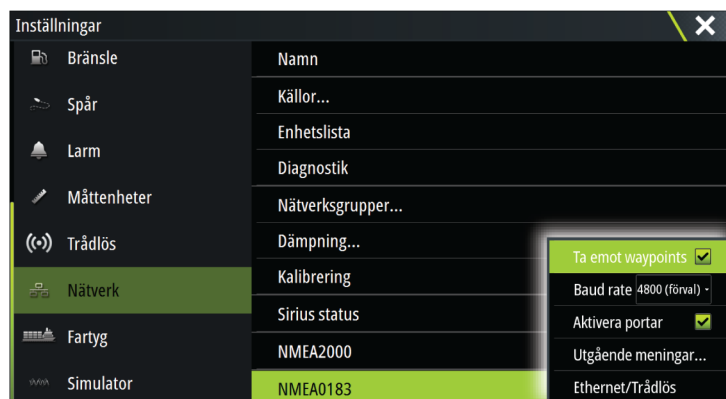 Inställningar
Bränsle
Spår
Larm
Måttenheter
Trådlös
Nätverk
Fartyg
Simulator
Namn
Källor...
Enhetslista
Diagnostik
Nätverksgrupper...
Dämpning...
Kalibrering
Sirius status
NMEA2000
NMEA0183
Ta emot waypoints
Baud rate 4800 (förval)
Aktivera portar
Utgående meningar...
Ethernet/Trådlös